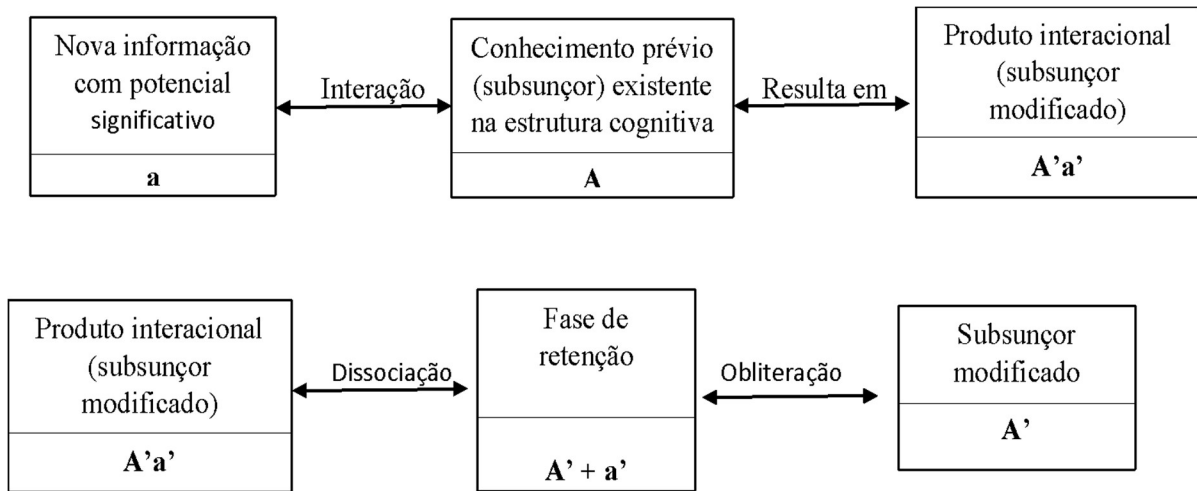 Nova informação
com potencial
significativo
a
Interação
Conhecimento prévio
(subsunçor) existente
na estrutura cognitiva
A
Resulta em
Produto interacional
(subsunçor
modificado)
A’a’
Produto interacional
(subsunçor
modificado)
A’a’
Dissociação
Fase de
retenção
A’ + a’
Obliteração
Subsunçor
modificado
A’